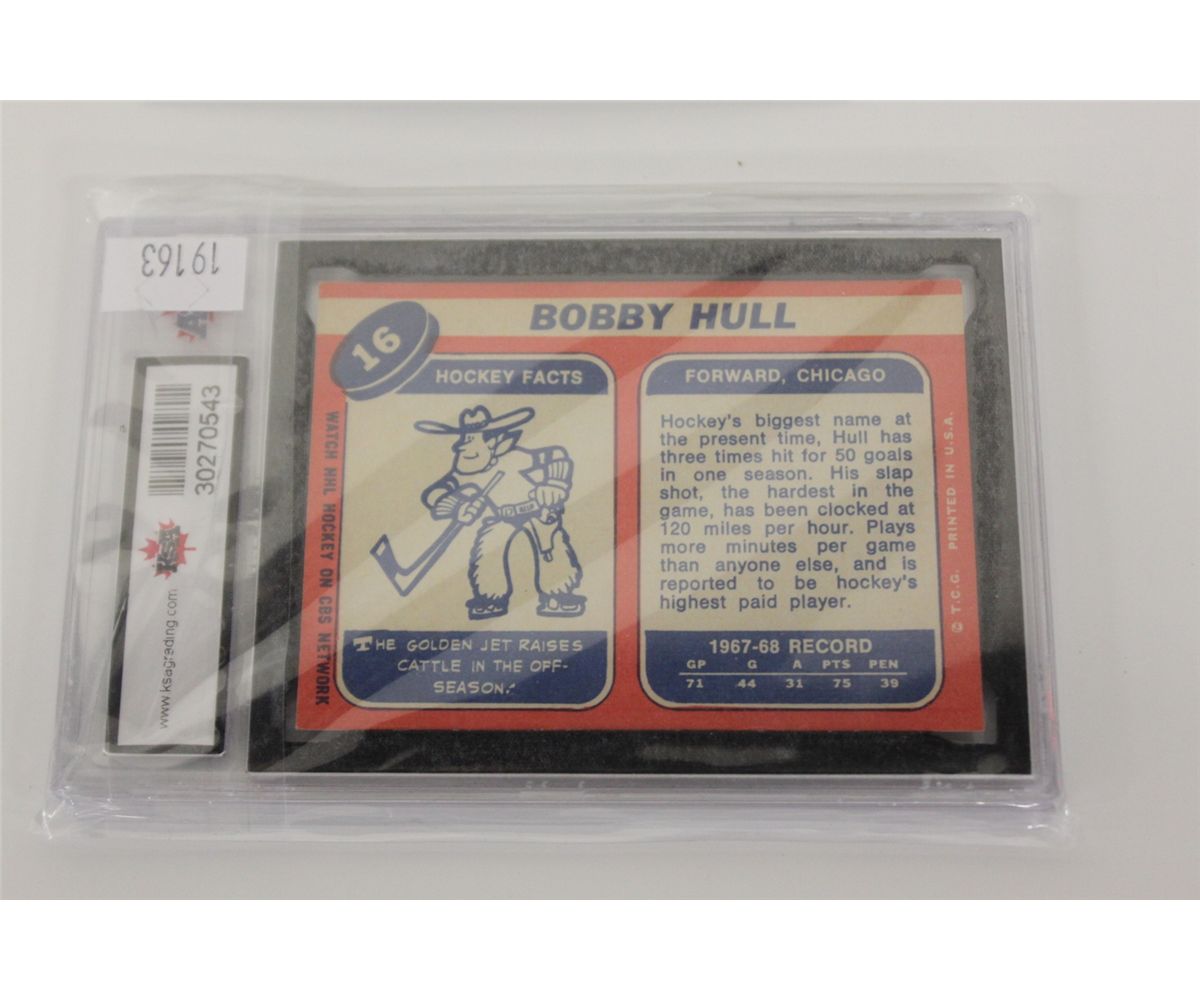 19163
30270543
KSA
www.ksagrading.com
BOBBY HULL
16
HOCKEY FACTS
WATCH NHL HOCKEY ON CBS NETWORK
THE GOLDEN JET RAISES
CATTLE IN THE OFF-
SEASON.
FORWARD, CHICAGO
Hockey's biggest name at
the present time, Hull has
three times hit for 50 goals
in one season. His slap
shot, the hardest in the
game, has been clocked at
120 miles per hour. Plays
more minutes per game
than anyone else, and is
reported to be hockey's
highest paid player.
1967-68 RECORD
GP G A PTS PEN
71 44 31 75 39
© T.C.G. PRINTED IN U.S.A.